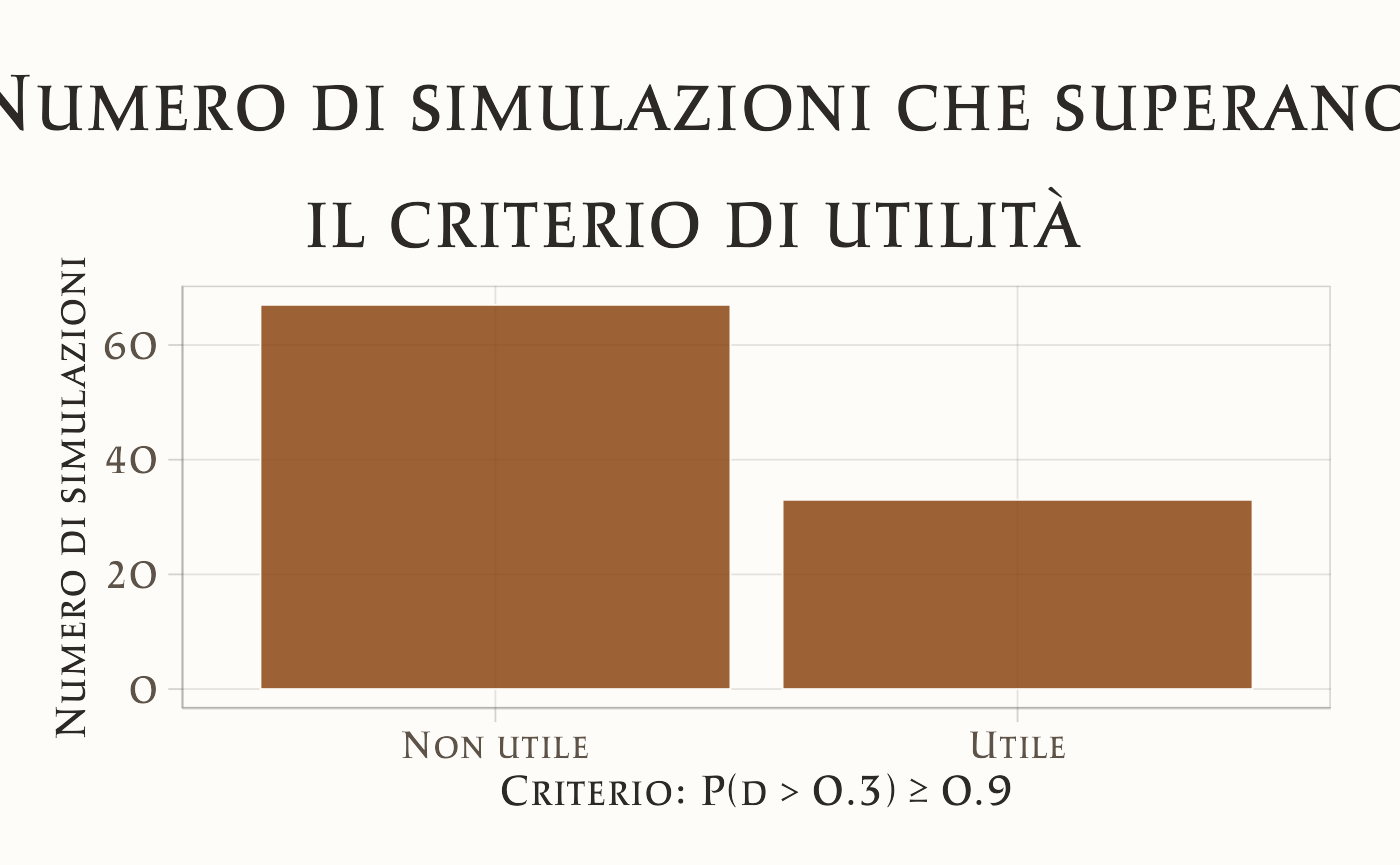 Numero di simulazioni che superano
il criterio di utilità
Numero di simulazioni
60
40
20
0
Non utile
Utile
Criterio: P(d > 0.3) ≥ 0.9